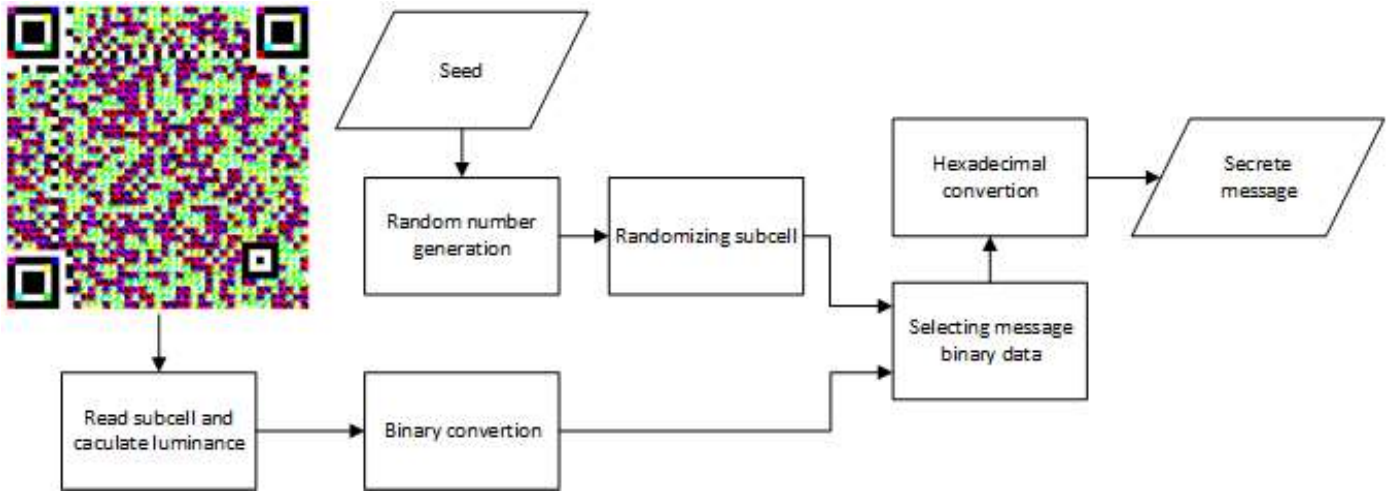 Seed
Random number
generation
Randomizing subcell
Hexadecimal
convertion
Secrete
message
Selecting message
binary data
Read subcell and
caculate luminance
Binary convertion